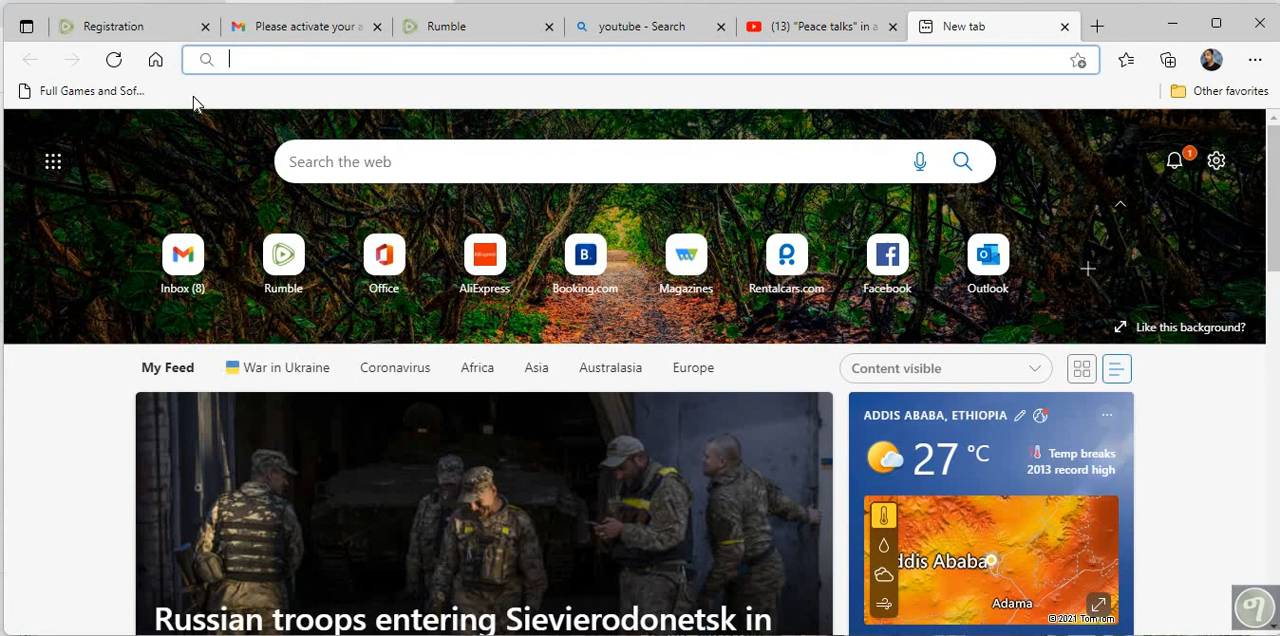 Registration
Please activate your a
Rumble
youtube - Search
(13) "Peace talks" in a
New tab
Full Games and Sof...
Other favorites
Search the web
1
Inbox (8)
Rumble
Office
AliExpress
Booking.com
Magazines
Rentalcars.com
Facebook
Outlook
Like this background?
My Feed
War in Ukraine
Coronavirus
Africa
Asia
Australasia
Europe
Content visible
ADDIS ABABA, ETHIOPIA
27 °C
Temp breaks
2013 record high
ddis Ababa
Adama
© 2021 TomTom
Russian troops entering Sievierodonetsk in